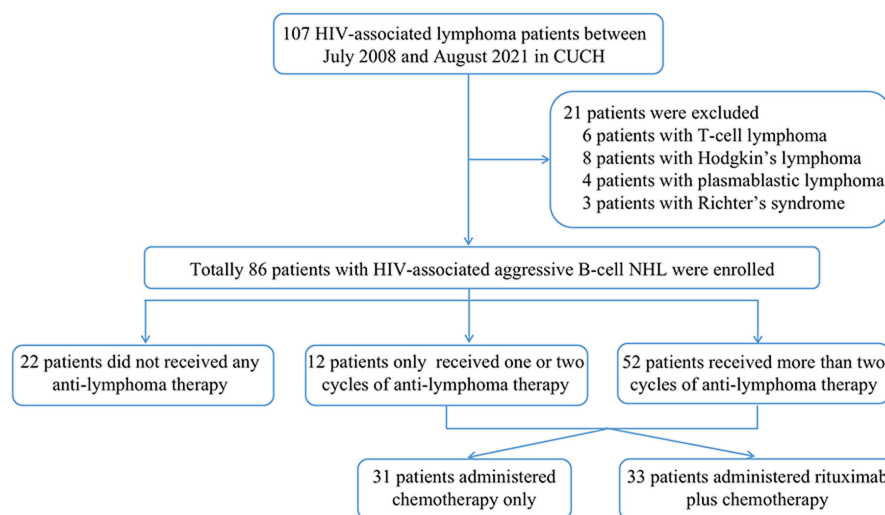 107 HIV-associated lymphoma patients between
July 2008 and August 2021 in CUCH
21 patients were excluded
6 patients with T-cell lymphoma
8 patients with Hodgkin's lymphoma
4 patients with plasmablastic lymphoma
3 patients with Richter's syndrome
Totally 86 patients with HIV-associated aggressive B-cell NHL were enrolled
22 patients did not received any
anti-lymphoma therapy
12 patients only received one or two
cycles of anti-lymphoma therapy
52 patients received more than two
cycles of anti-lymphoma therapy
31 patients administered
chemotherapy only
33 patients administered rituximab
plus chemotherapy